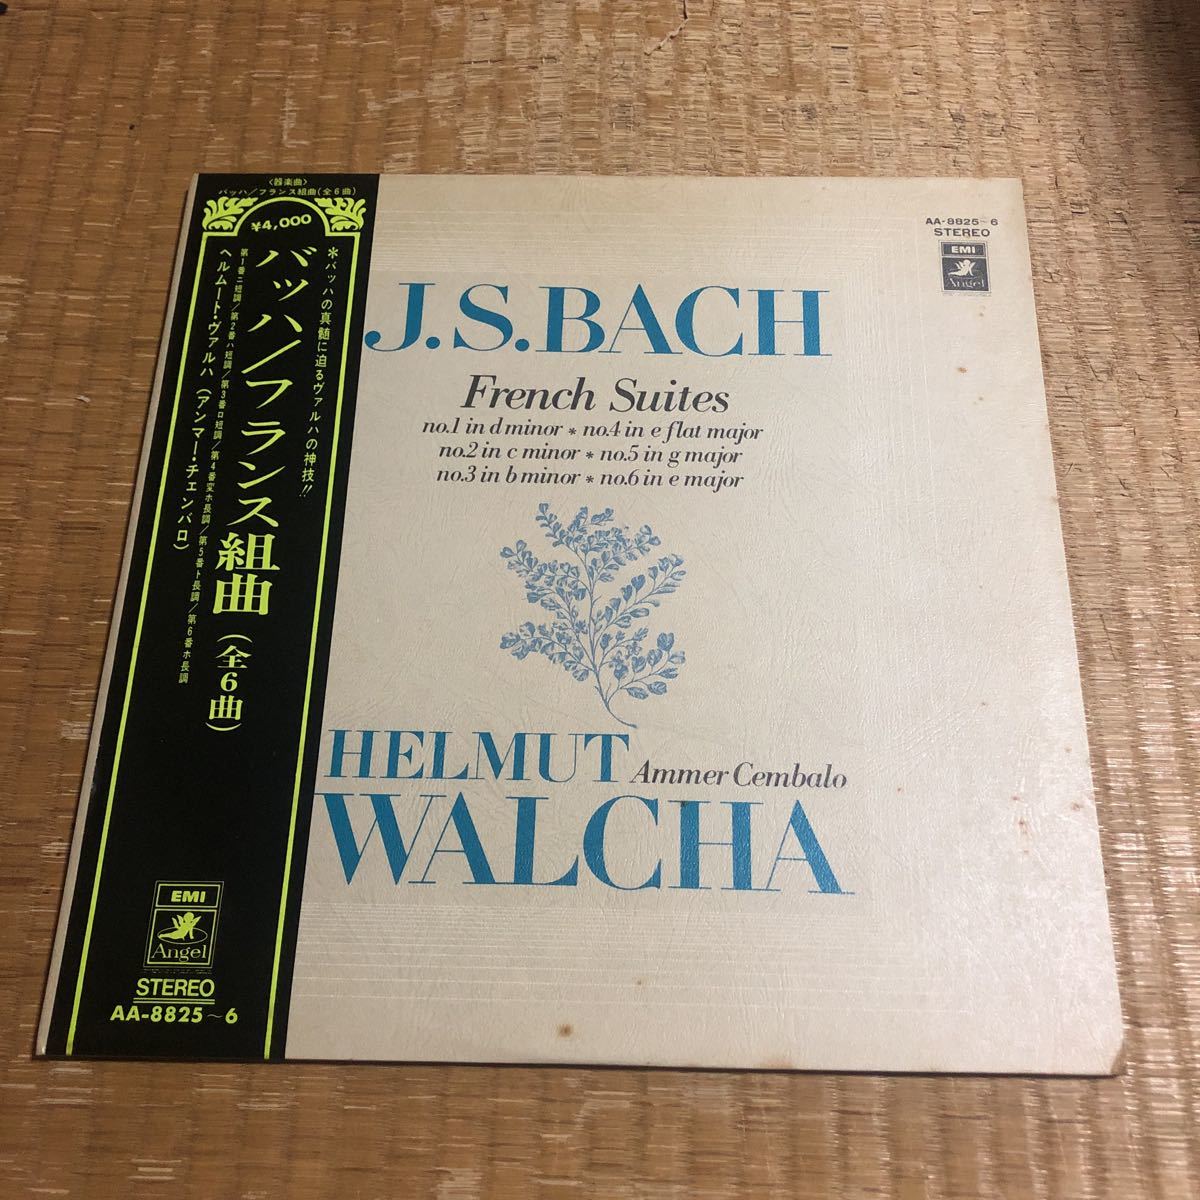 〈器楽曲〉
バッハ/フランス組曲(全6曲)
¥4,000
*バッハの真髄に迫るヴァルハの神技!!
バッハ/フランス組曲(全6曲)
第1番ニ短調/第2番ハ短調/第3番ロ短調/第4番変ホ長調/第5番ト長調/第6番ホ長調
ヘルムート・ヴァルハ(アンマー・チェンバロ)
EMI
Angel
STEREO
AA-8825~6
AA-8825~6
STEREO
EMI
Angel
J.S.BACH
French Suites
no.1 in d minor * no.4 in e flat major
no.2 in c minor * no.5 in g major
no.3 in b minor * no.6 in e major
HELMUT Ammer Cembalo
WALCHA